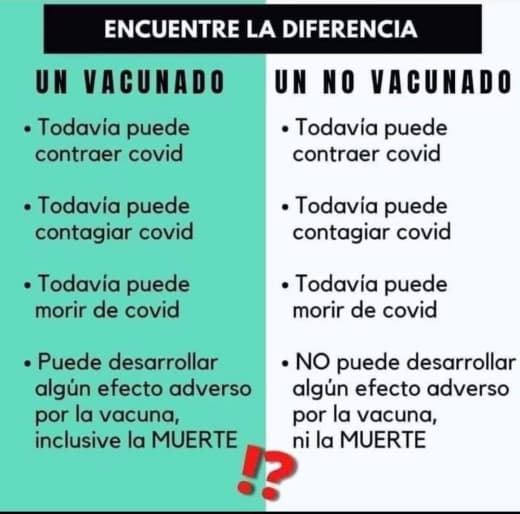 ENCUENTRE LA DIFERENCIA
UN VACUNADO
• Todavía puede
contraer covid
• Todavía puede
contagiar covid
• Todavía puede
morir de covid
• Puede desarrollar
algún efecto adverso
por la vacuna,
inclusive la MUERTE
UN NO VACUNADO
• Todavía puede
contraer covid
• Todavía puede
contagiar covid
• Todavía puede
morir de covid
• NO puede desarrollar
algún efecto adverso
por la vacuna,
ni la MUERTE
⁉